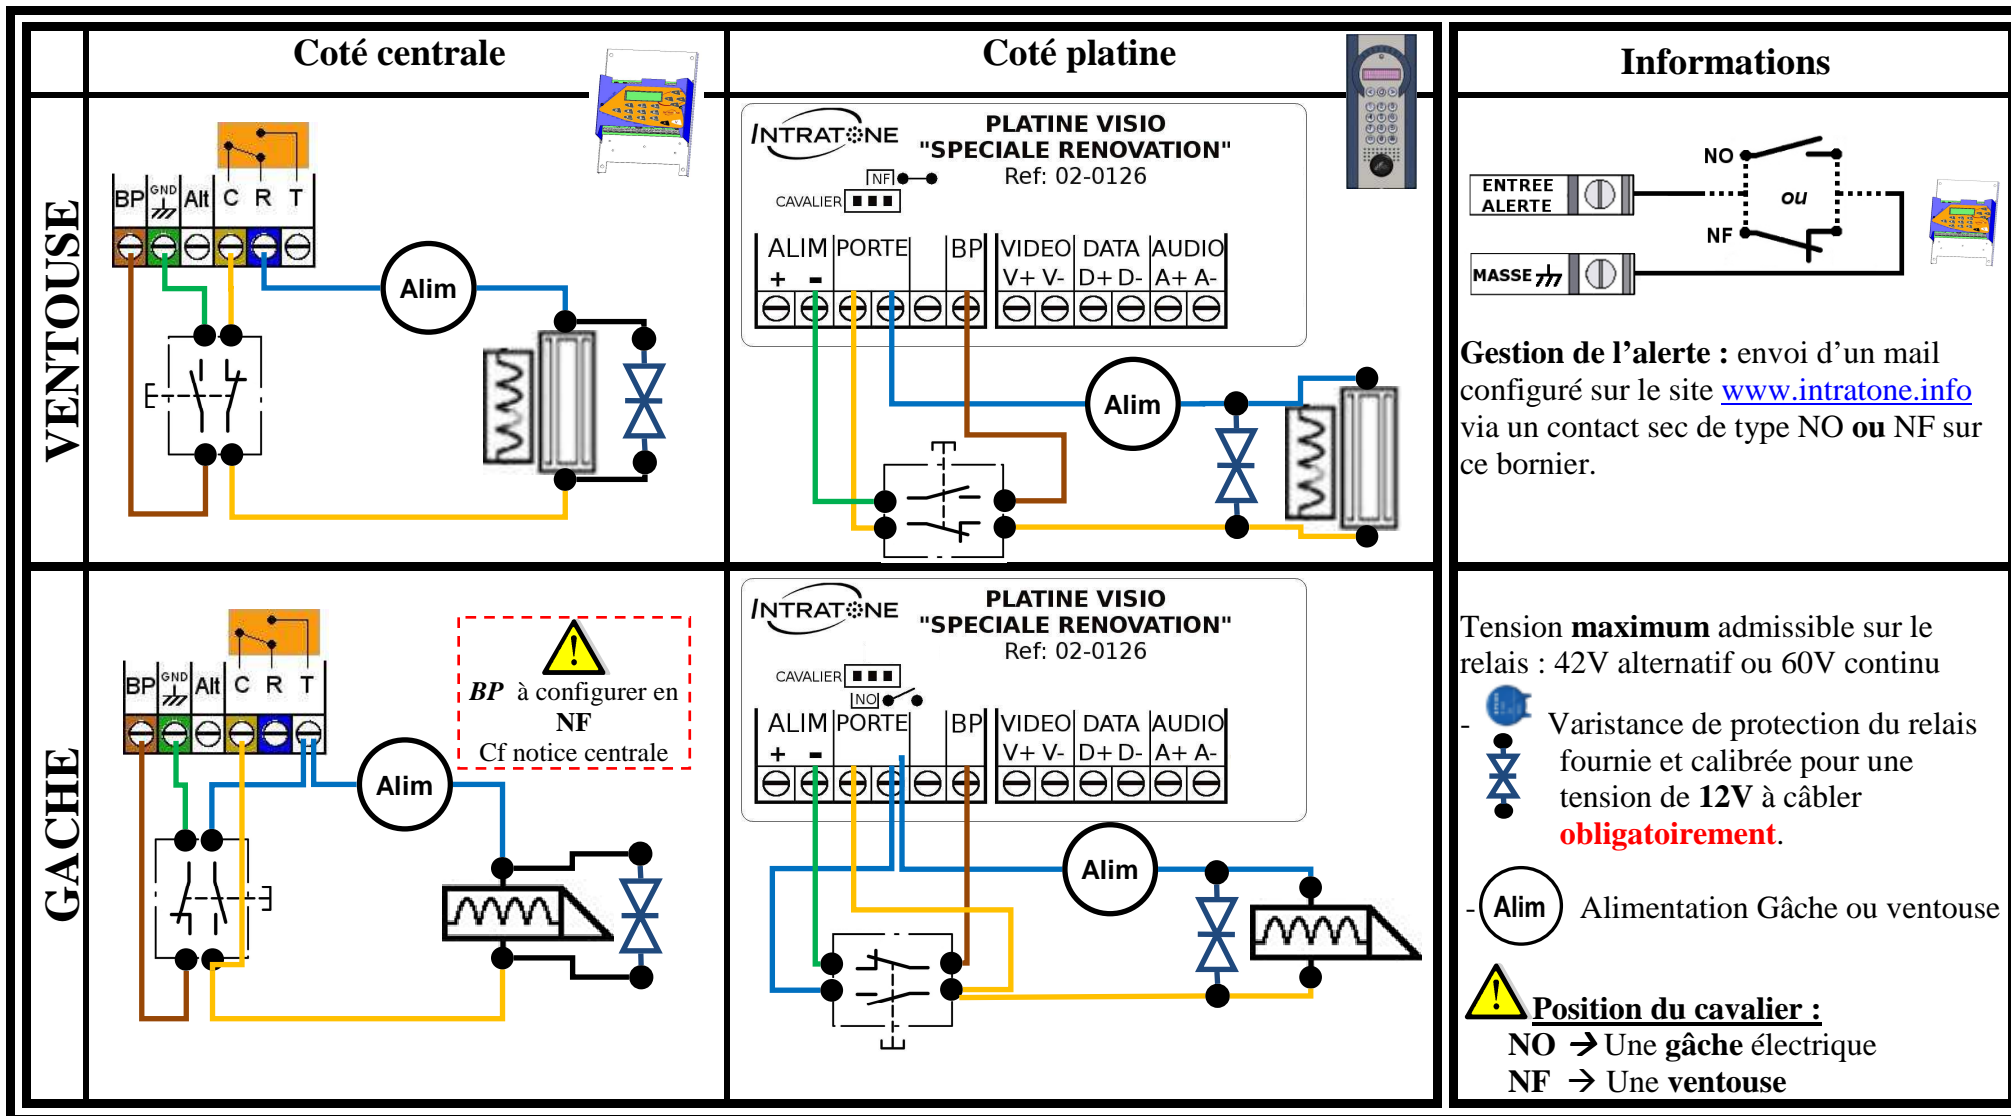 Coté centrale
Coté platine
Informations
VENTOUSE
BP GND Alt C R T
Alim
INTRATONE
PLATINE VISIO
"SPECIALE RENOVATION"
Ref: 02-0126
NF
CAVALIER
ALIM PORTE BP VIDEO DATA AUDIO
+ - V+ V- D+ D- A+ A-
Alim
NO
ENTREE
ALERTE
ou
NF
MASSE
Gestion de l’alerte : envoi d’un mail
configuré sur le site www.intratone.info
via un contact sec de type NO ou NF sur
ce bornier.
GACHE
BP GND Alt C R T
! 
BP à configurer en
NF
Cf notice centrale
Alim
INTRATONE
PLATINE VISIO
"SPECIALE RENOVATION"
Ref: 02-0126
CAVALIER
NO
ALIM PORTE BP VIDEO DATA AUDIO
+ - V+ V- D+ D- A+ A-
Alim
Tension maximum admissible sur le
relais : 42V alternatif ou 60V continu
- Varistance de protection du relais
fournie et calibrée pour une
tension de 12V à câbler
obligatoirement.
- Alim Alimentation Gâche ou ventouse
! Position du cavalier :
NO → Une gâche électrique
NF → Une ventouse